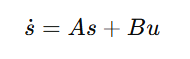 ṡ = As + Bu